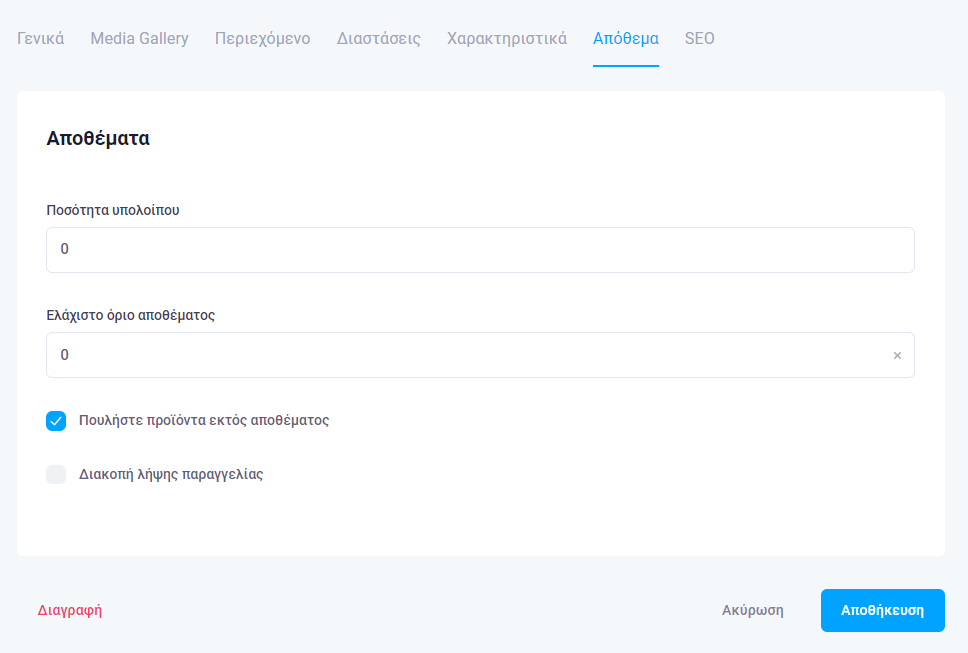 Γενικά Media Gallery Περιεχόμενο Διαστάσεις Χαρακτηριστικά Απόθεμα SEO
Αποθέματα
Ποσότητα υπολοίπου
0
Ελάχιστο όριο αποθέματος
0 ×
Πουλήστε προϊόντα εκτός αποθέματος
Διακοπή λήψης παραγγελίας
Διαγραφή Ακύρωση Αποθήκευση